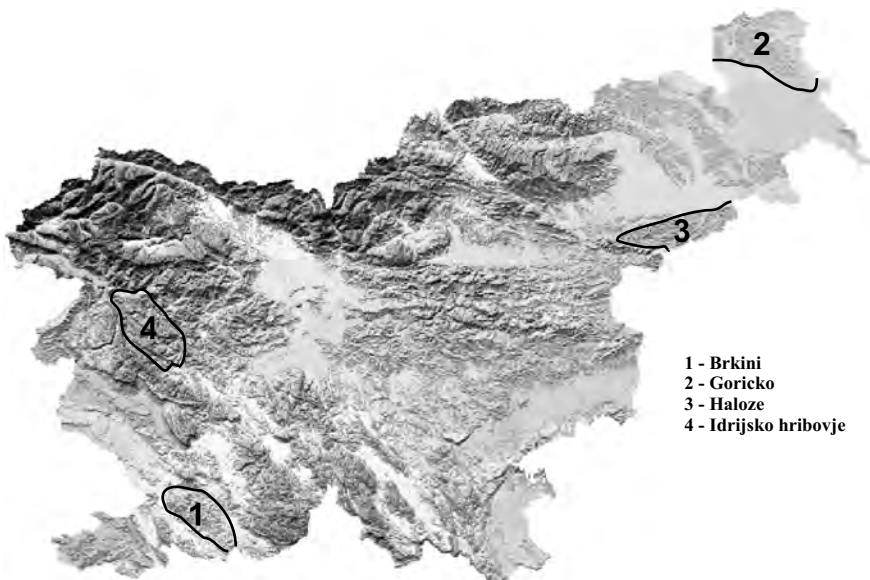 2
3
4
1
1 - Brkini
2 - Goricko
3 - Haloze
4 - Idrijsko hribovje